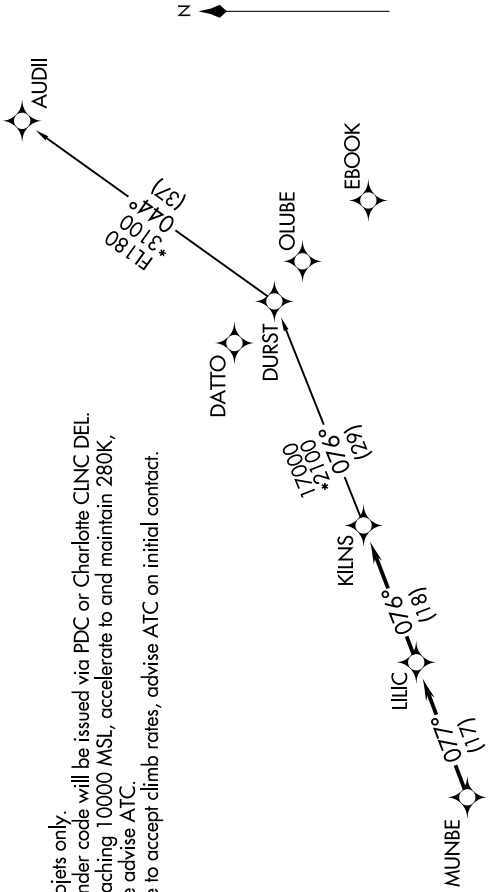 ojets only.
nder code will be issued via PDC or Charlotte CLNC DEL.
aching 10000 MSL, accelerate to and maintain 280K,
e advise ATC.
e to accept climb rates, advise ATC on initial contact.
N
AUDII
FL180
*3100
044°
(37)
EBOOK
OLUBE
DURST
DATTO
17000
*2100
076°
(29)
KILNS
076°
(18)
LILIC
077°
(17)
MUNBE